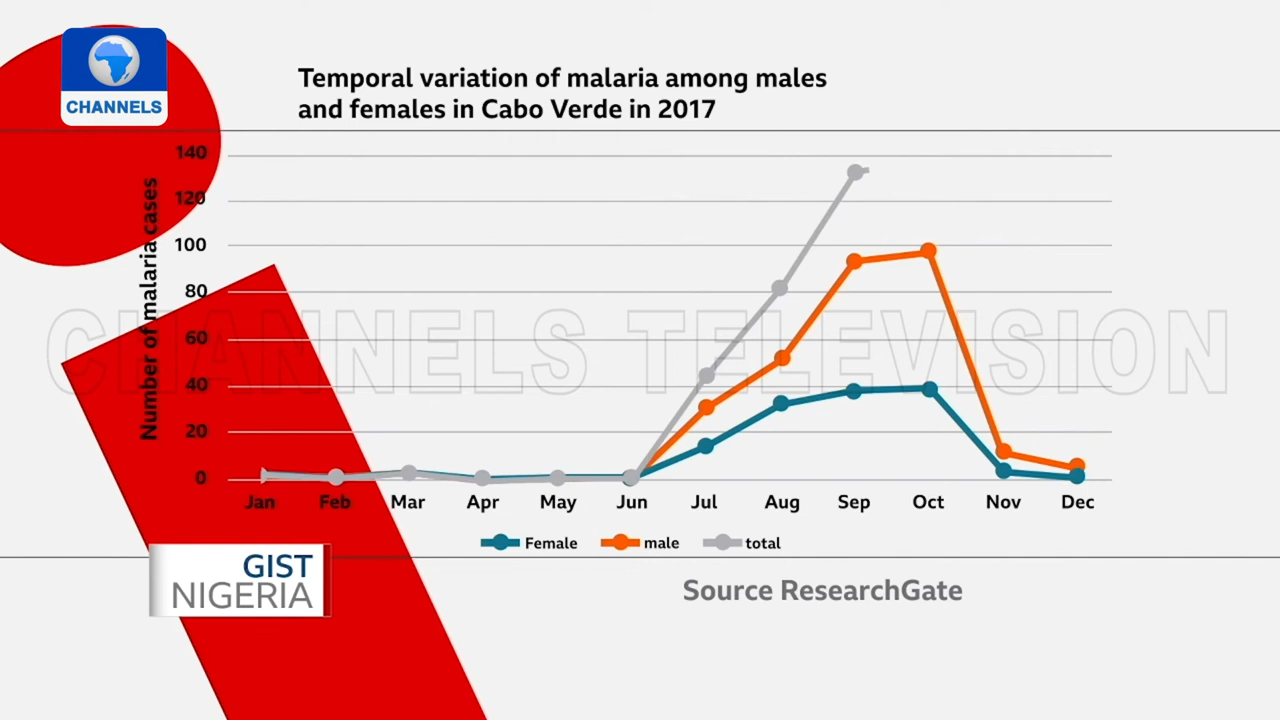 CHANNELS
Temporal variation of malaria among males
and females in Cabo Verde in 2017
Number of malaria cases
140
120
100
80
60
40
20
0
Jan Feb Mar Apr May Jun Jul Aug Sep Oct Nov Dec
Female male total
CHANNELS TELEVISION
GIST
NIGERIA
Source ResearchGate